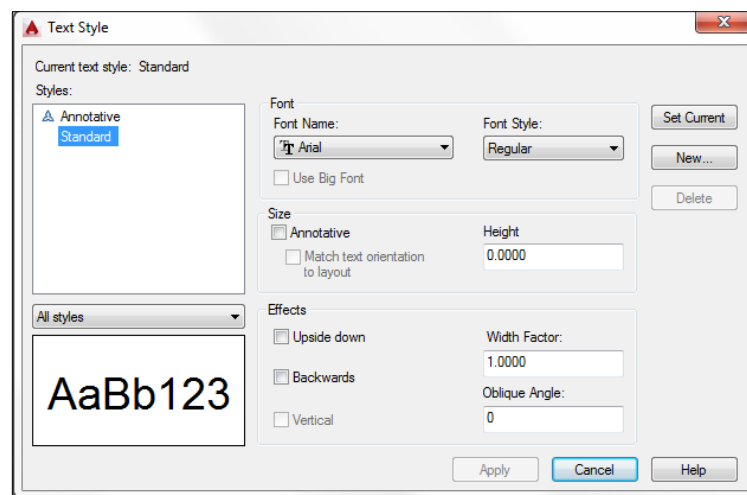 Text Style
Current text style: Standard
Styles:
Annotative
Standard
All styles
AaBb123
Font
Font Name:
Arial
Use Big Font
Font Style:
Regular
Size
Annotative
Match text orientation
to layout
Height
0.0000
Effects
Upside down
Backwards
Vertical
Width Factor:
1.0000
Oblique Angle:
0
Set Current
New...
Delete
Apply
Cancel
Help